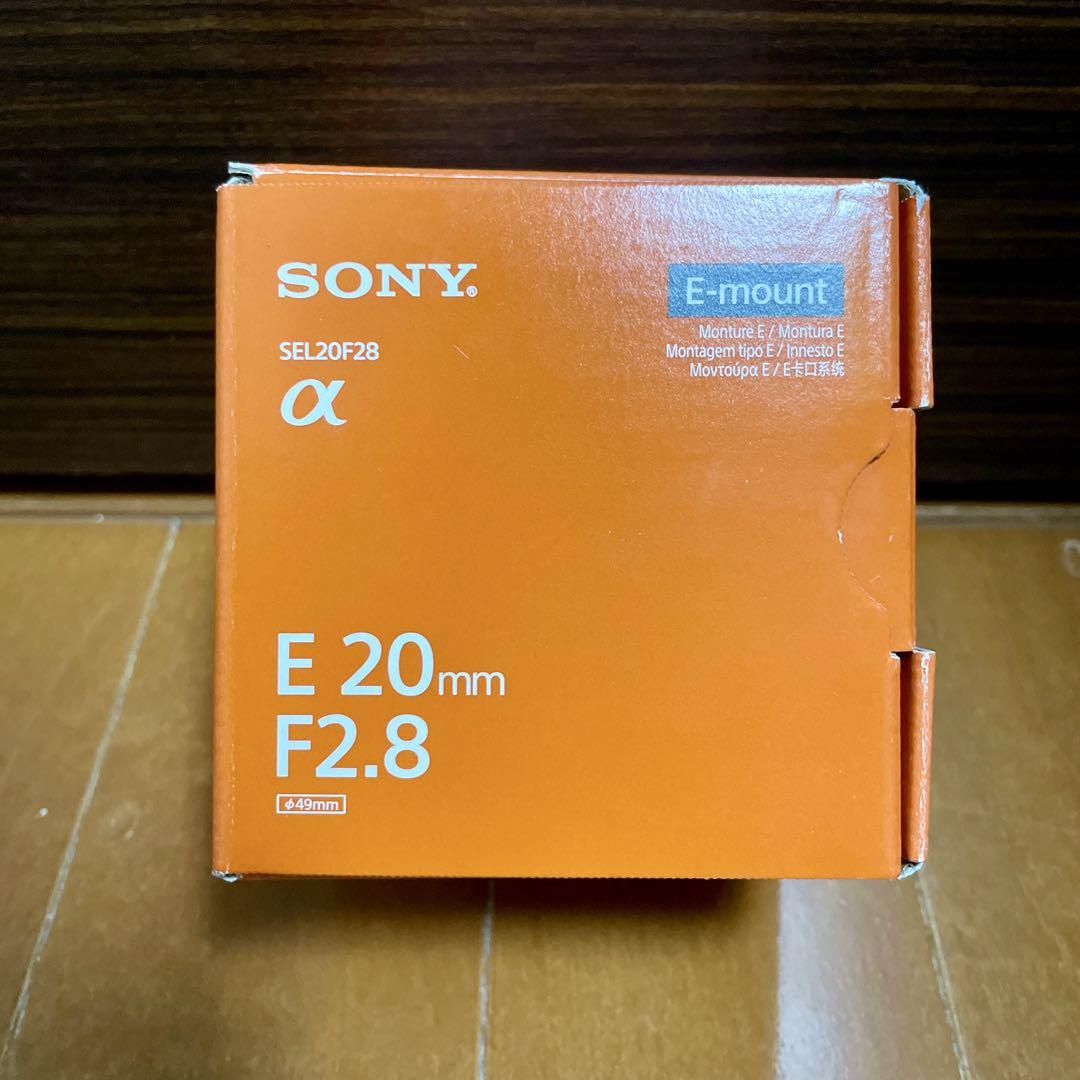 SONY®
E-mount
Monture E / Montura E
Montagem tipo E / Innesto E
Μοντούρα E / E卡口系统
SEL20F28
α
E 20mm
F2.8
ϕ49mm